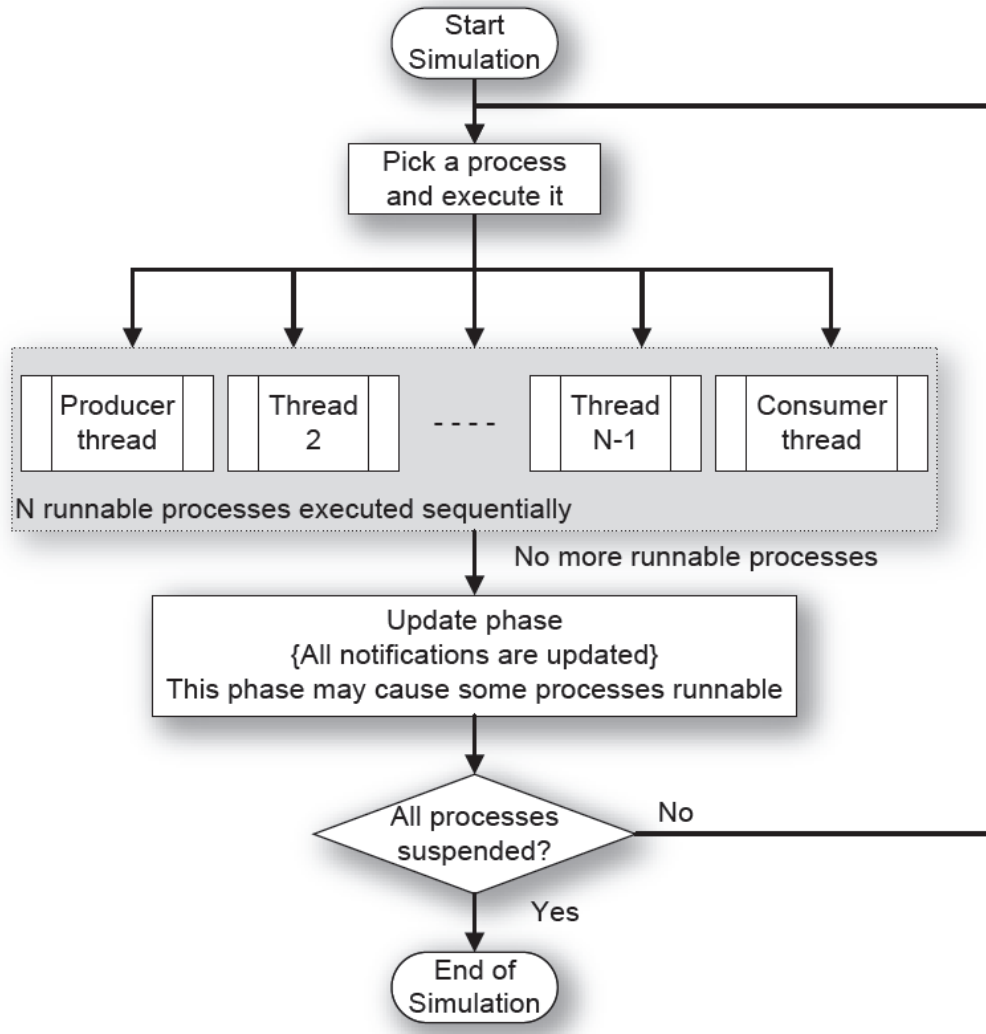 Start
Simulation
Pick a process
and execute it
Producer
thread
Thread
2
- - - -
Thread
N-1
Consumer
thread
N runnable processes executed sequentially
No more runnable processes
Update phase
{All notifications are updated}
This phase may cause some processes runnable
All processes
suspended?
No
Yes
End of
Simulation